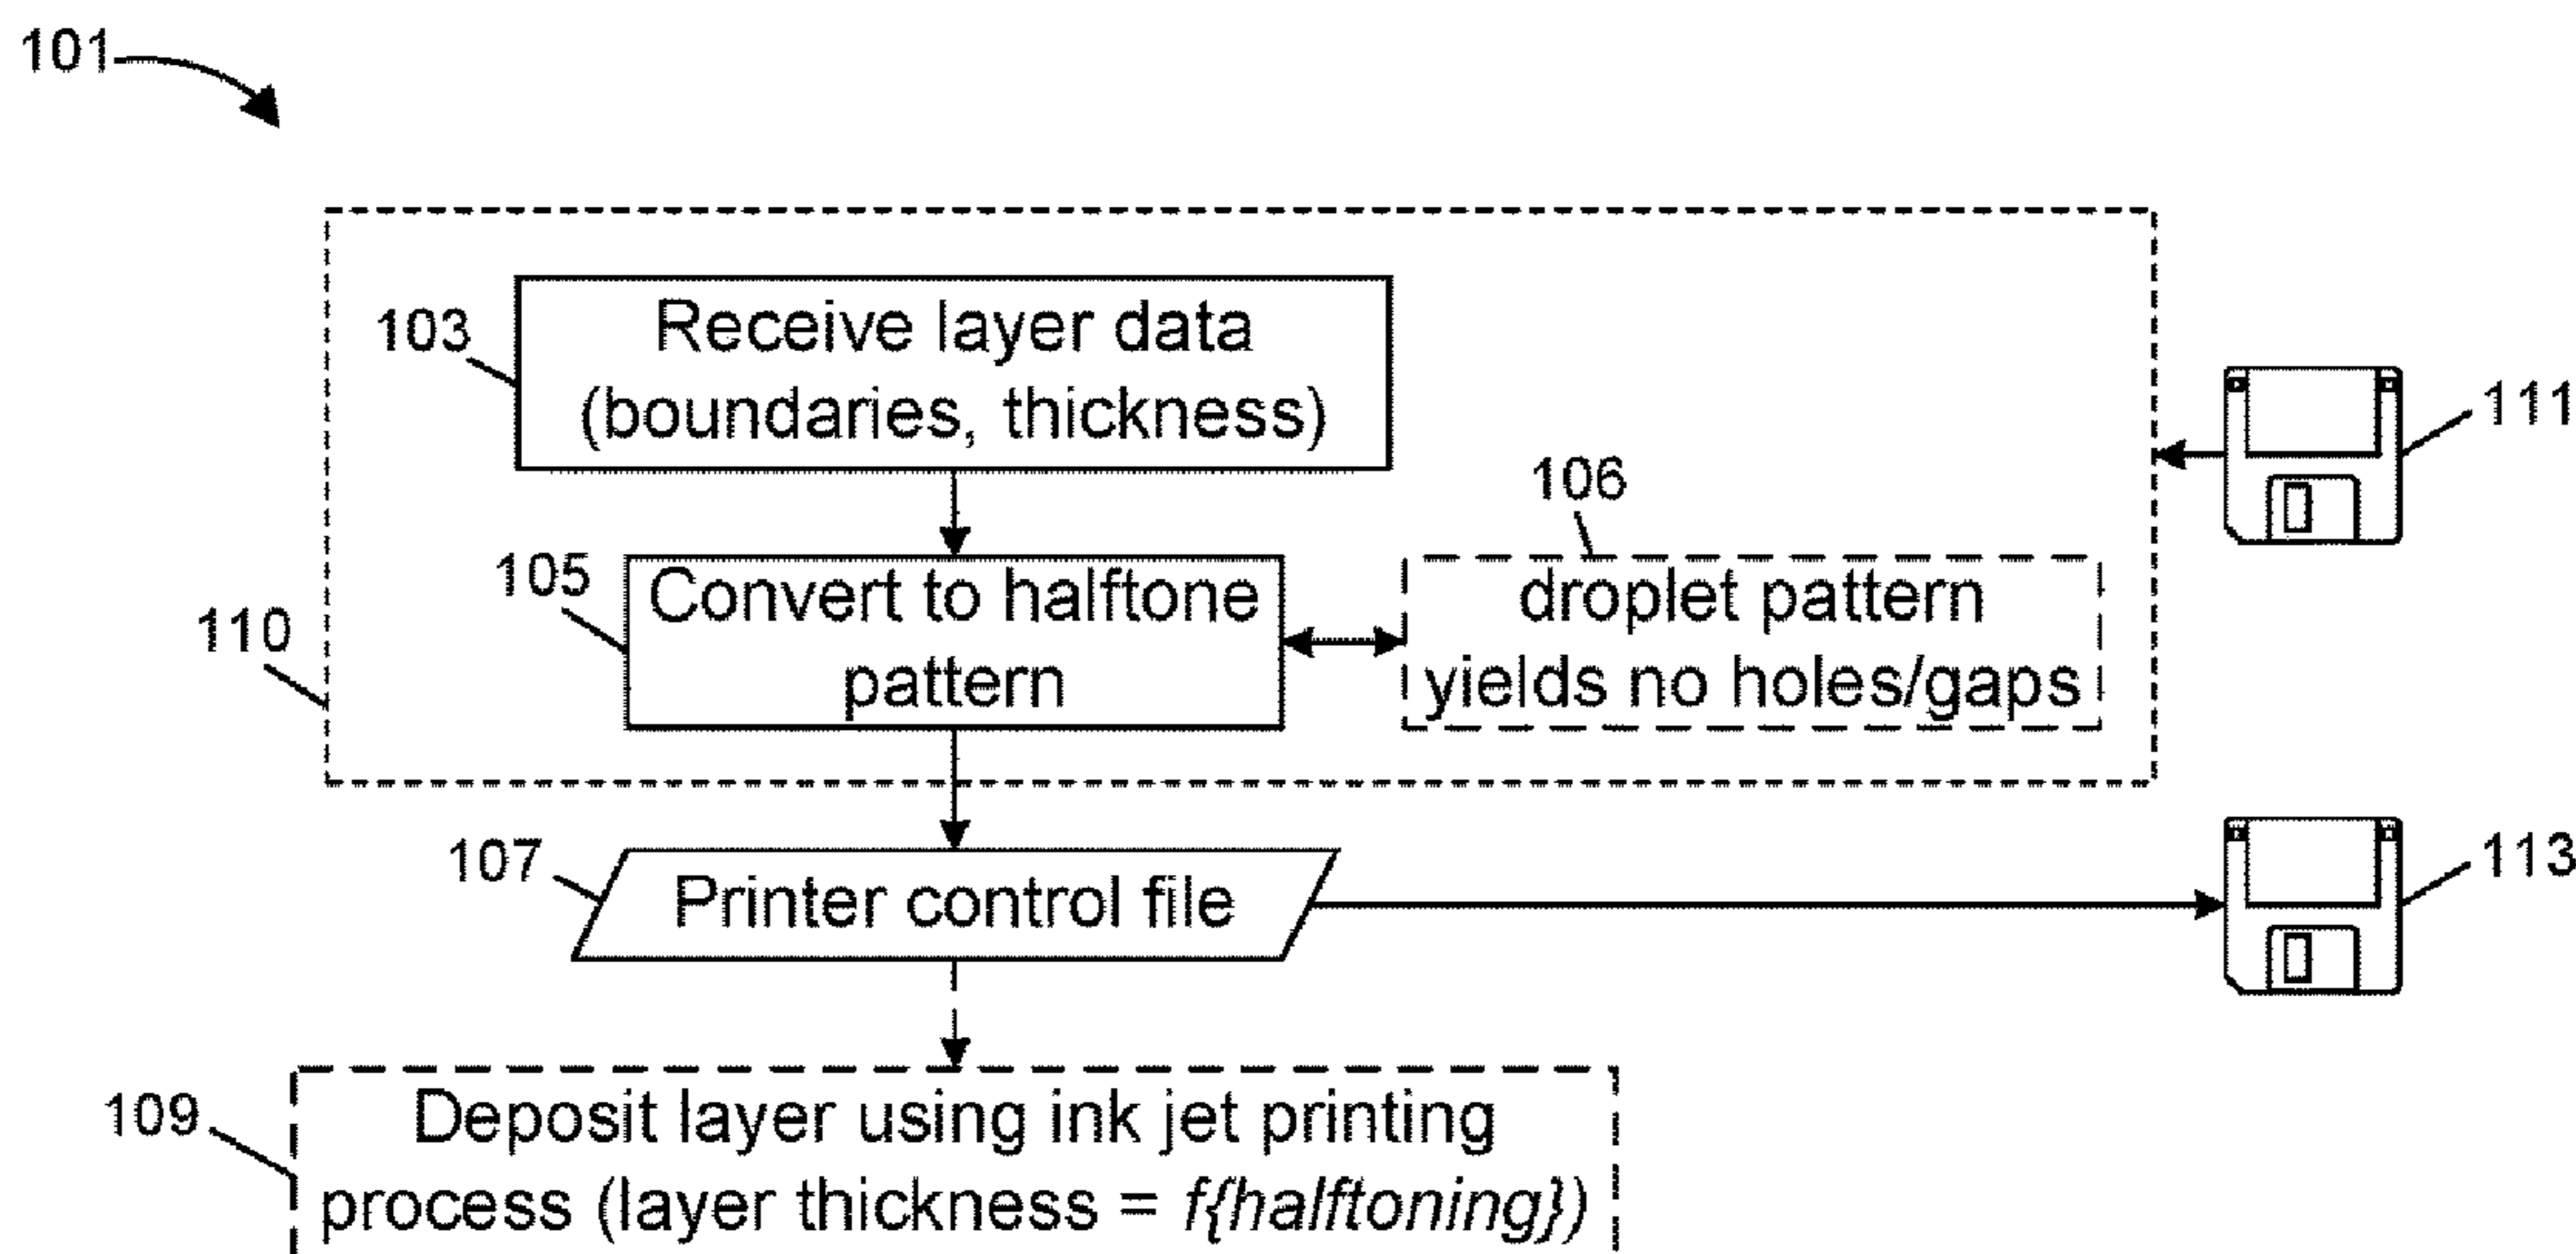 101
103
Receive layer data
(boundaries, thickness)
111
106
105
Convert to halftone
pattern
droplet pattern
yields no holes/gaps
110
107
Printer control file
113
109
Deposit layer using ink jet printing
process (layer thickness = f{halftoning})